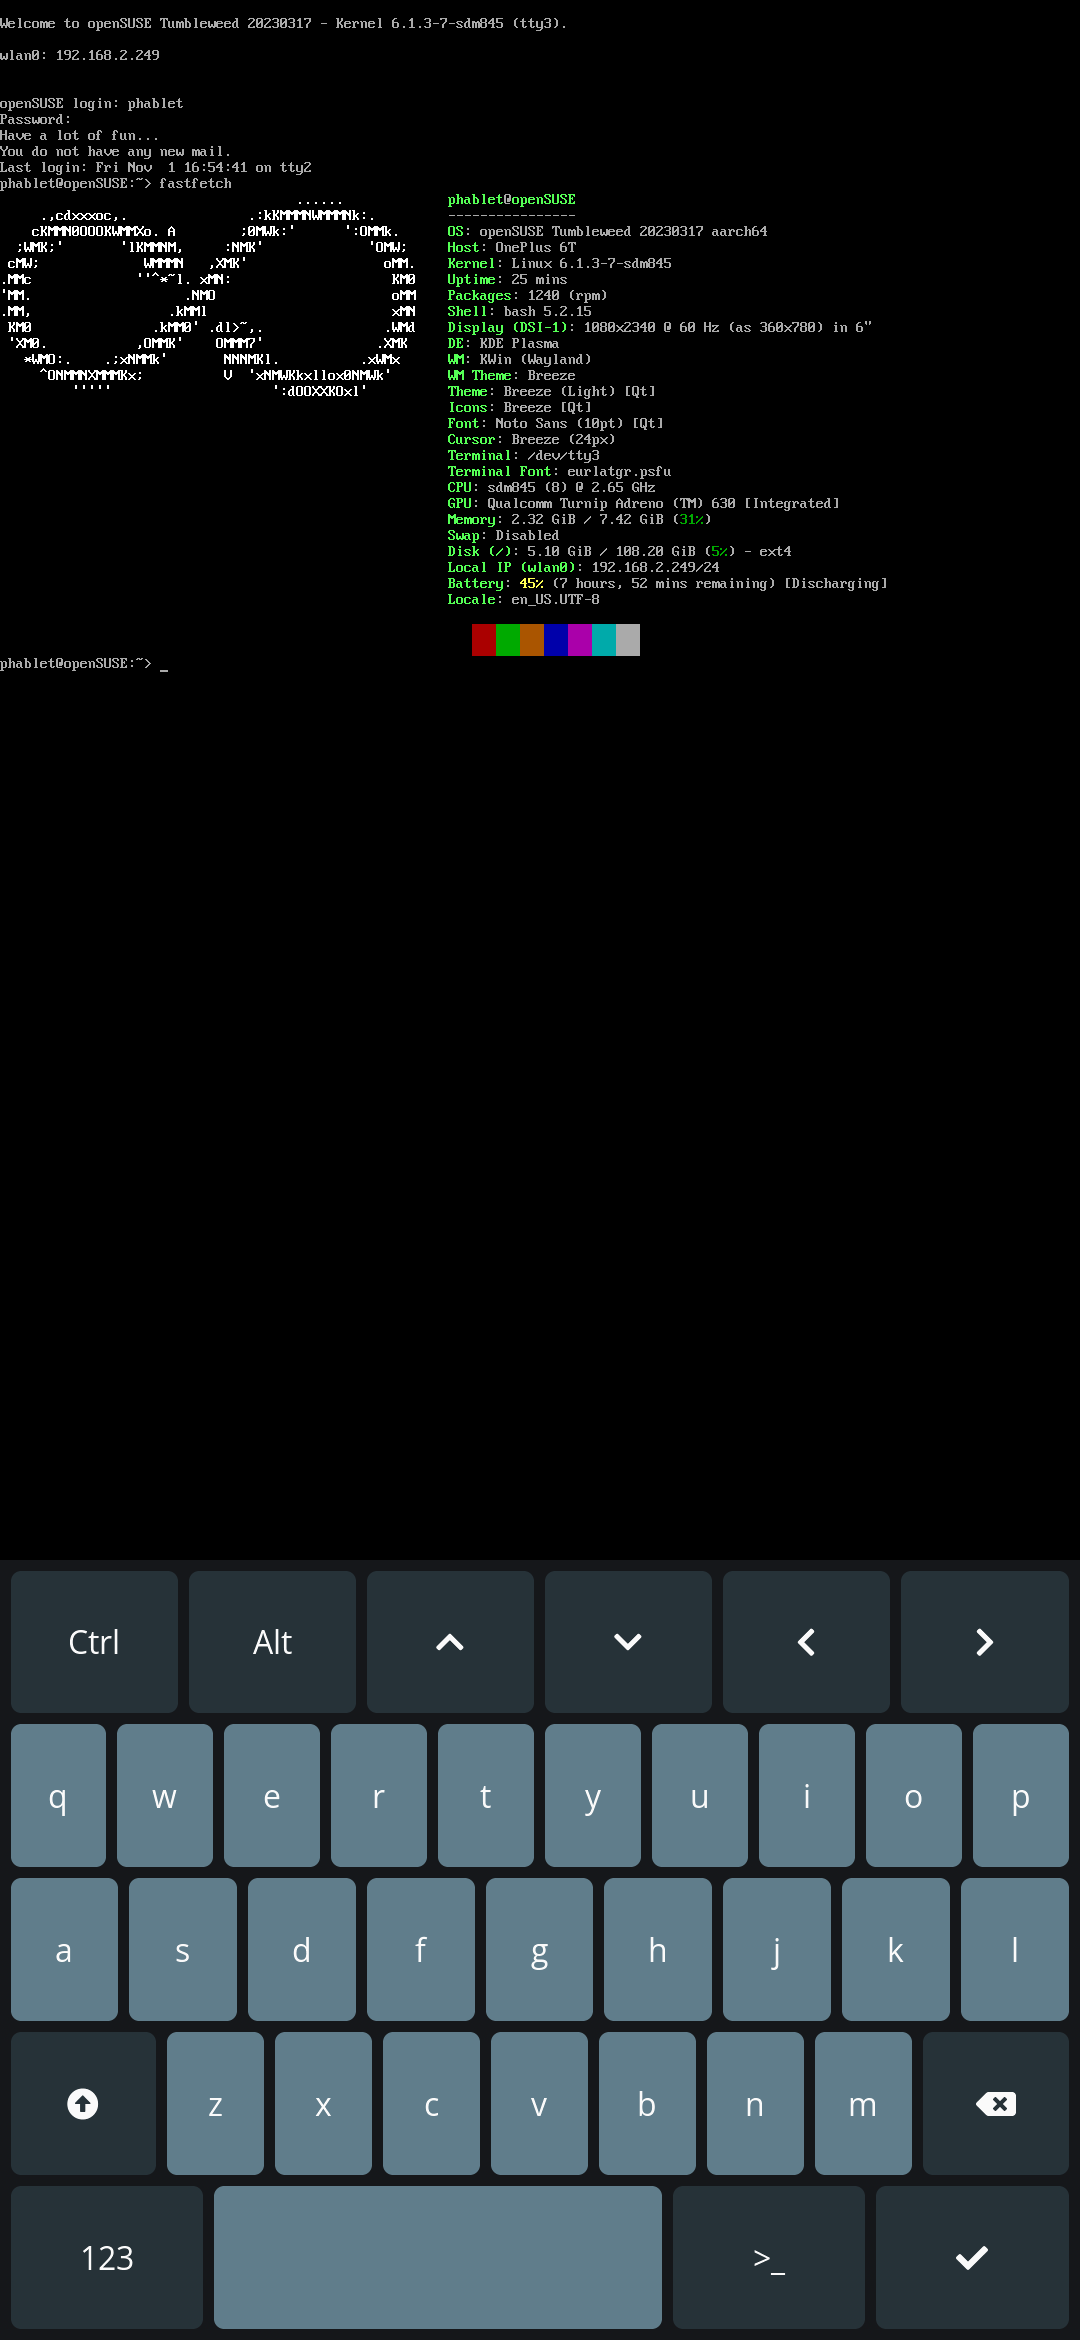 Welcome to openSUSE Tumbleweed 20230317 - Kernel 6.1.3-7-sdm845 (tty3).
wlan0: 192.168.2.249
openSUSE login: phablet
Password:
Have a lot of fun...
You do not have any new mail.
Last login: Fri Nov  1 16:54:41 on tty2
phablet@openSUSE:~> fastfetch
phablet@openSUSE
----------------
OS: openSUSE Tumbleweed 20230317 aarch64
Host: OnePlus 6T
Kernel: Linux 6.1.3-7-sdm845
Uptime: 25 mins
Packages: 1240 (rpm)
Shell: bash 5.2.15
Display (DSI-1): 1080x2340 @ 60 Hz (as 360x780) in 6"
DE: KDE Plasma
WM: KWin (Wayland)
WM Theme: Breeze
Theme: Breeze (Light) [Qt]
Icons: Breeze [Qt]
Font: Noto Sans (10pt) [Qt]
Cursor: Breeze (24px)
Terminal: /dev/tty3
Terminal Font: eurlatgr.psfu
CPU: sdm845 (8) @ 2.65 GHz
GPU: Qualcomm Turnip Adreno (TM) 630 [Integrated]
Memory: 2.32 GiB / 7.42 GiB (31%)
Swap: Disabled
Disk (/): 5.10 GiB / 108.20 GiB (5%) - ext4
Local IP (wlan0): 192.168.2.249/24
Battery: 45% (7 hours, 52 mins remaining) [Discharging]
Locale: en_US.UTF-8
phablet@openSUSE:~> _
Ctrl Alt
q w e r t y u i o p
a s d f g h j k l
z x c v b n m
123 >_